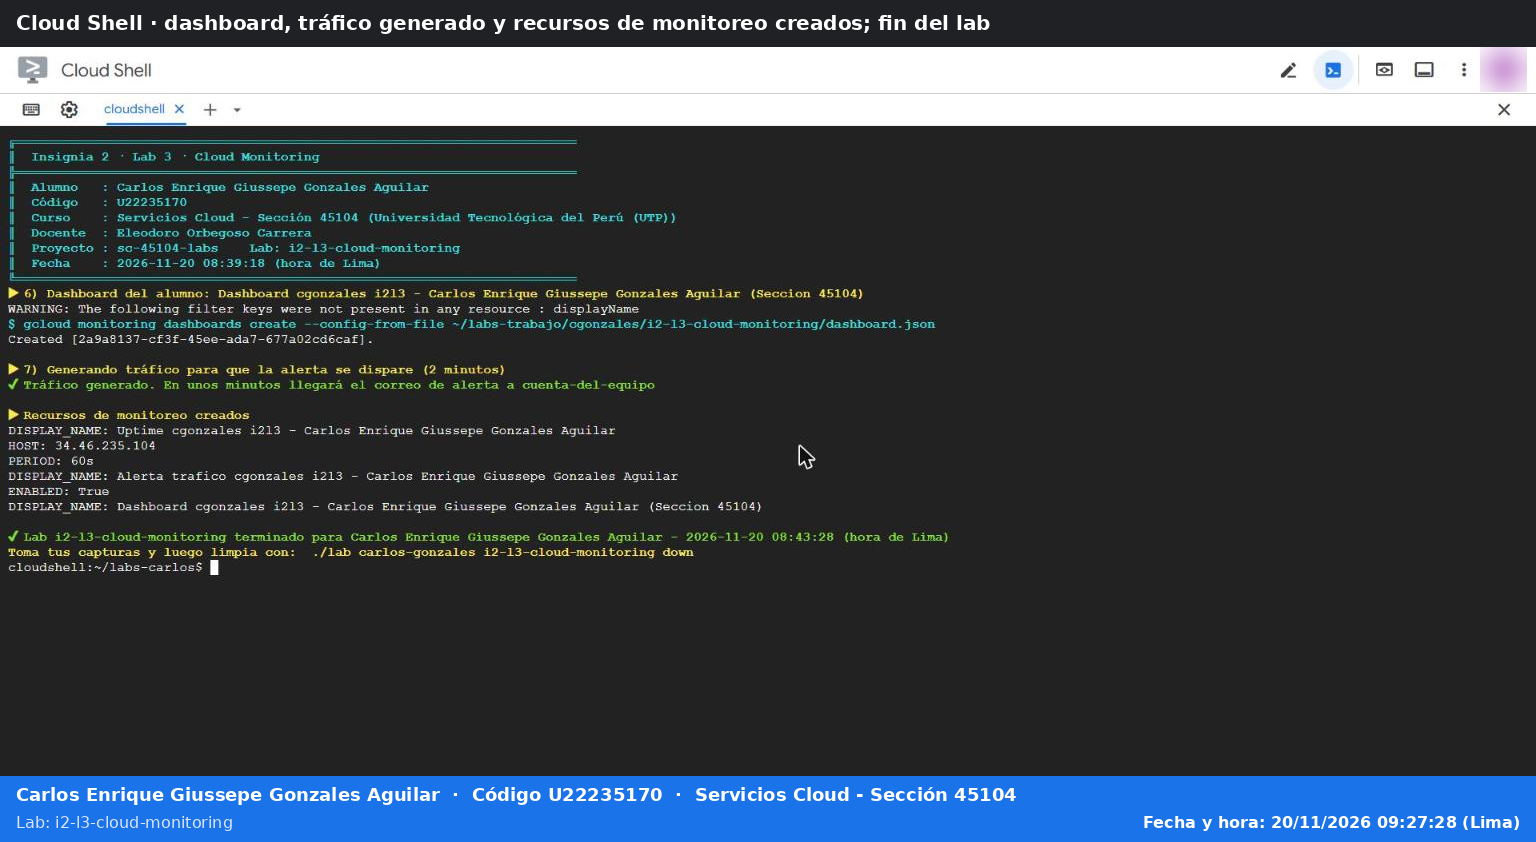 Cloud Shell · dashboard, tráfico generado y recursos de monitoreo creados; fin del lab
Cloud Shell
cloudshell
Insignia 2 · Lab 3 · Cloud Monitoring
Alumno : Carlos Enrique Giussepe Gonzales Aguilar
Código : U22235170
Curso : Servicios Cloud - Sección 45104 (Universidad Tecnológica del Perú (UTP))
Docente : Eleodoro Orbegoso Carrera
Proyecto : sc-45104-labs Lab: i2-l3-cloud-monitoring
Fecha : 2026-11-20 08:39:18 (hora de Lima)
▶ 6) Dashboard del alumno: Dashboard cgonzales i2l3 - Carlos Enrique Giussepe Gonzales Aguilar (Seccion 45104)
WARNING: The following filter keys were not present in any resource : displayName
$ gcloud monitoring dashboards create --config-from-file ~/labs-trabajo/cgonzales/i2-l3-cloud-monitoring/dashboard.json
Created [2a9a8137-cf3f-45ee-ada7-677a02cd6caf].
▶ 7) Generando tráfico para que la alerta se dispare (2 minutos)
✔ Tráfico generado. En unos minutos llegará el correo de alerta a cuenta-del-equipo
▶ Recursos de monitoreo creados
DISPLAY_NAME: Uptime cgonzales i2l3 - Carlos Enrique Giussepe Gonzales Aguilar
HOST: 34.46.235.104
PERIOD: 60s
DISPLAY_NAME: Alerta trafico cgonzales i2l3 - Carlos Enrique Giussepe Gonzales Aguilar
ENABLED: True
DISPLAY_NAME: Dashboard cgonzales i2l3 - Carlos Enrique Giussepe Gonzales Aguilar (Seccion 45104)
✔ Lab i2-l3-cloud-monitoring terminado para Carlos Enrique Giussepe Gonzales Aguilar - 2026-11-20 08:43:28 (hora de Lima)
Toma tus capturas y luego limpia con: ./lab carlos-gonzales i2-l3-cloud-monitoring down
cloudshell:~/labs-carlos$
Carlos Enrique Giussepe Gonzales Aguilar · Código U22235170 · Servicios Cloud - Sección 45104
Lab: i2-l3-cloud-monitoring
Fecha y hora: 20/11/2026 09:27:28 (Lima)